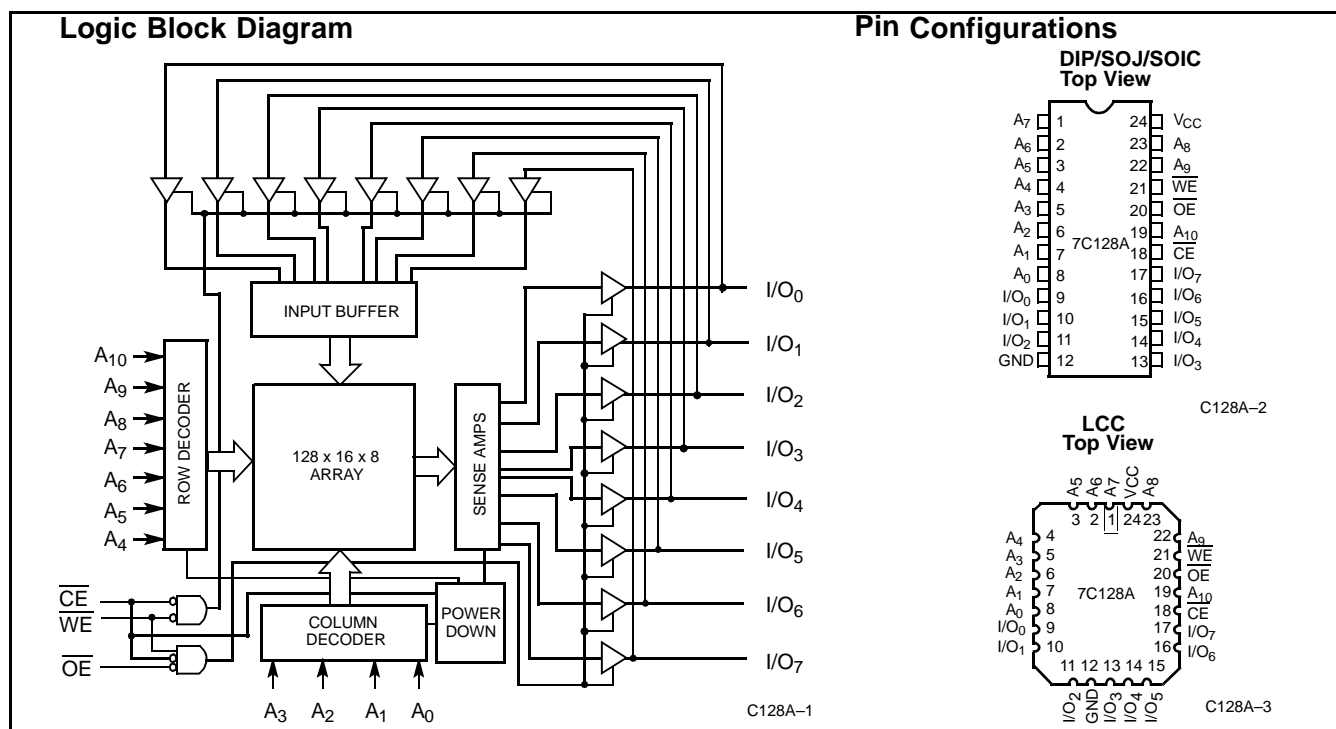 Logic Block Diagram
INPUT BUFFER
A10
A9
A8
A7
A6
A5
A4
ROW DECODER
128 x 16 x 8
ARRAY
SENSE AMPS
COLUMN
DECODER
POWER
DOWN
CE
WE
OE
A3
A2
A1
A0
I/O0
I/O1
I/O2
I/O3
I/O4
I/O5
I/O6
I/O7
C128A–1
Pin Configurations
DIP/SOJ/SOIC
Top View
A7 1 24 VCC
A6 2 23 A8
A5 3 22 A9
A4 4 21 WE
A3 5 20 OE
A2 6 19 A10
7C128A
A1 7 18 CE
A0 8 17 I/O7
I/O0 9 16 I/O6
I/O1 10 15 I/O5
I/O2 11 14 I/O4
GND 12 13 I/O3
C128A–2
LCC
Top View
A5 A6 A7 VCC A8
3 2 1 24 23
A4 4 22 A9
A3 5 21 WE
A2 6 20 OE
A1 7 7C128A 19 A10
A0 8 18 CE
I/O0 9 17 I/O7
I/O1 10 16 I/O6
11 12 13 14 15
I/O2 GND I/O3 I/O4 I/O5
C128A–3